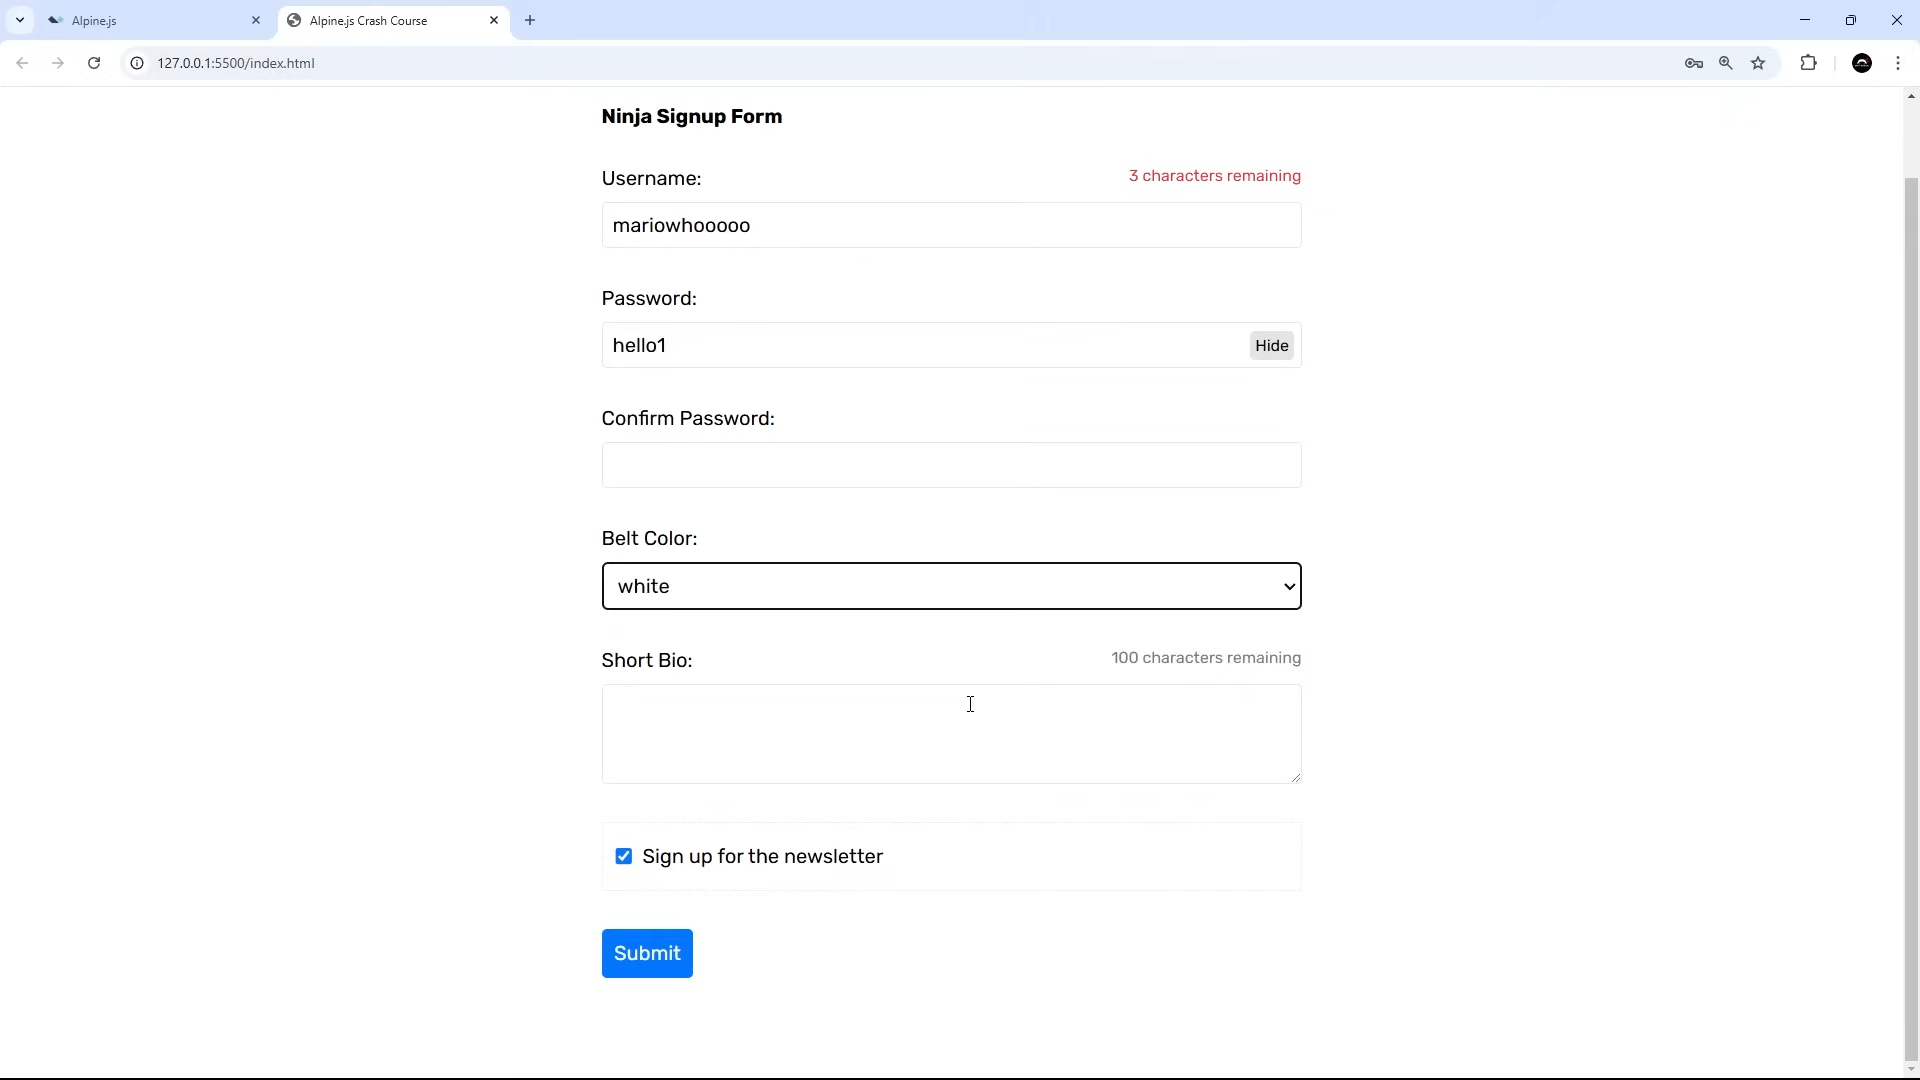 Alpine.js
Alpine.js Crash Course
127.0.0.1:5500/index.html
Ninja Signup Form
Username:
3 characters remaining
mariowhooooo
Password:
hello1
Hide
Confirm Password:
Belt Color:
white
Short Bio:
100 characters remaining
Sign up for the newsletter
Submit